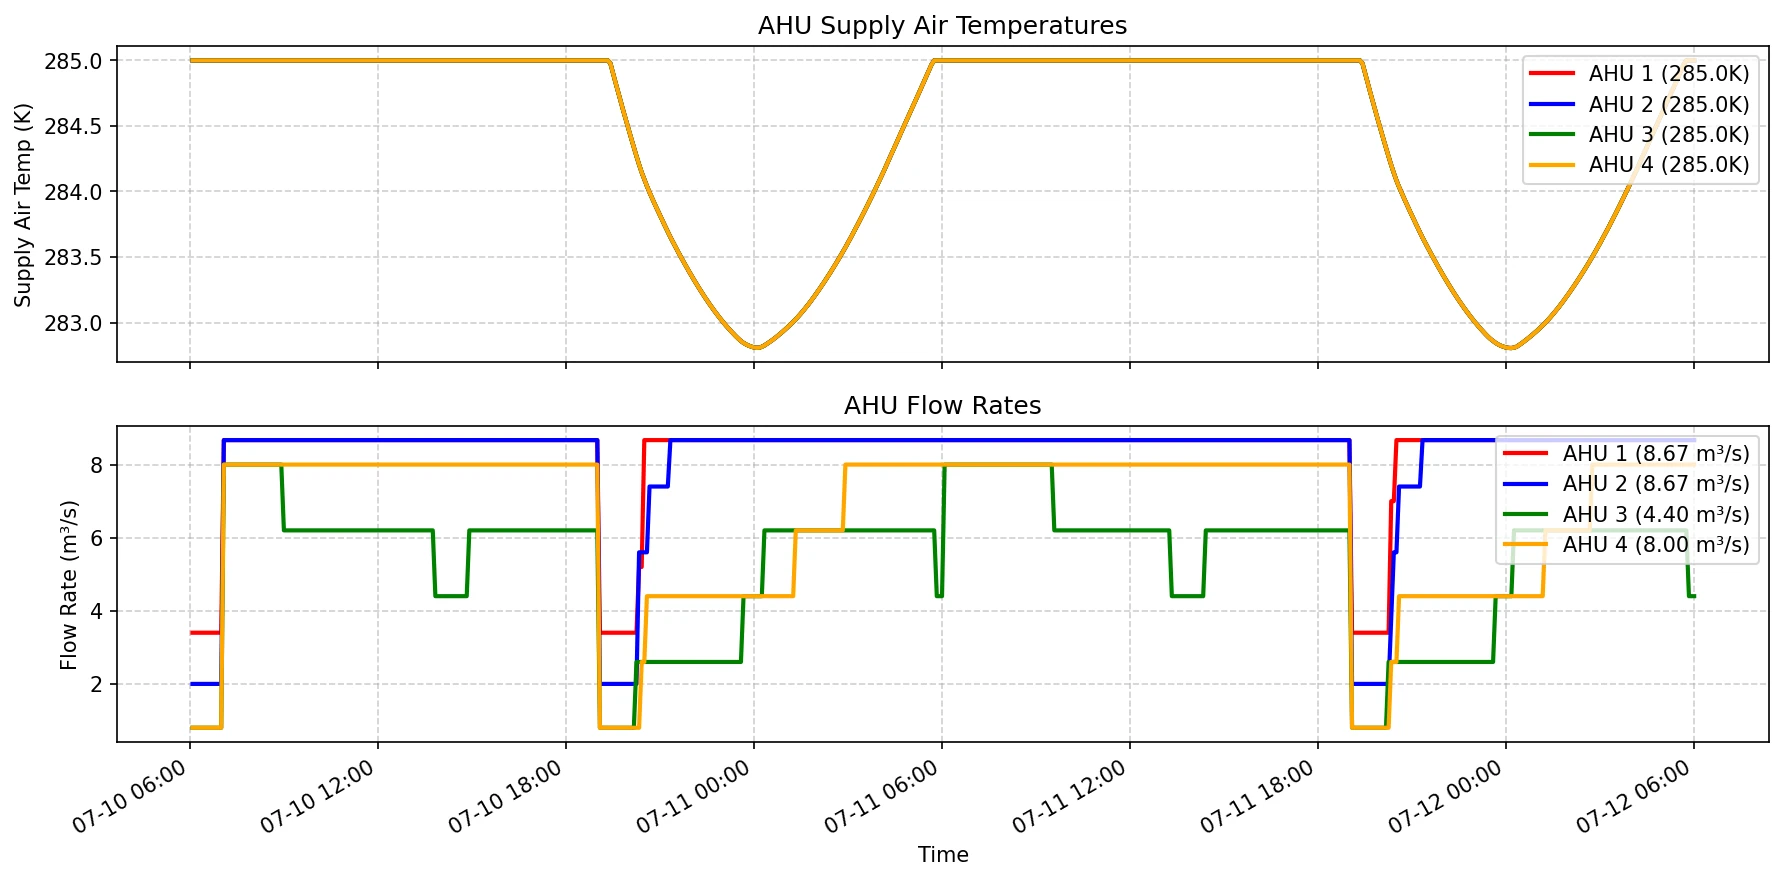 AHU Supply Air Temperatures
Supply Air Temp (K)
285.0
284.5
284.0
283.5
283.0
AHU 1 (285.0K)
AHU 2 (285.0K)
AHU 3 (285.0K)
AHU 4 (285.0K)
AHU Flow Rates
Flow Rate (m³/s)
8
6
4
2
AHU 1 (8.67 m³/s)
AHU 2 (8.67 m³/s)
AHU 3 (4.40 m³/s)
AHU 4 (8.00 m³/s)
07-10 06:00
07-10 12:00
07-10 18:00
07-11 00:00
07-11 06:00
07-11 12:00
07-11 18:00
07-12 00:00
07-12 06:00
Time